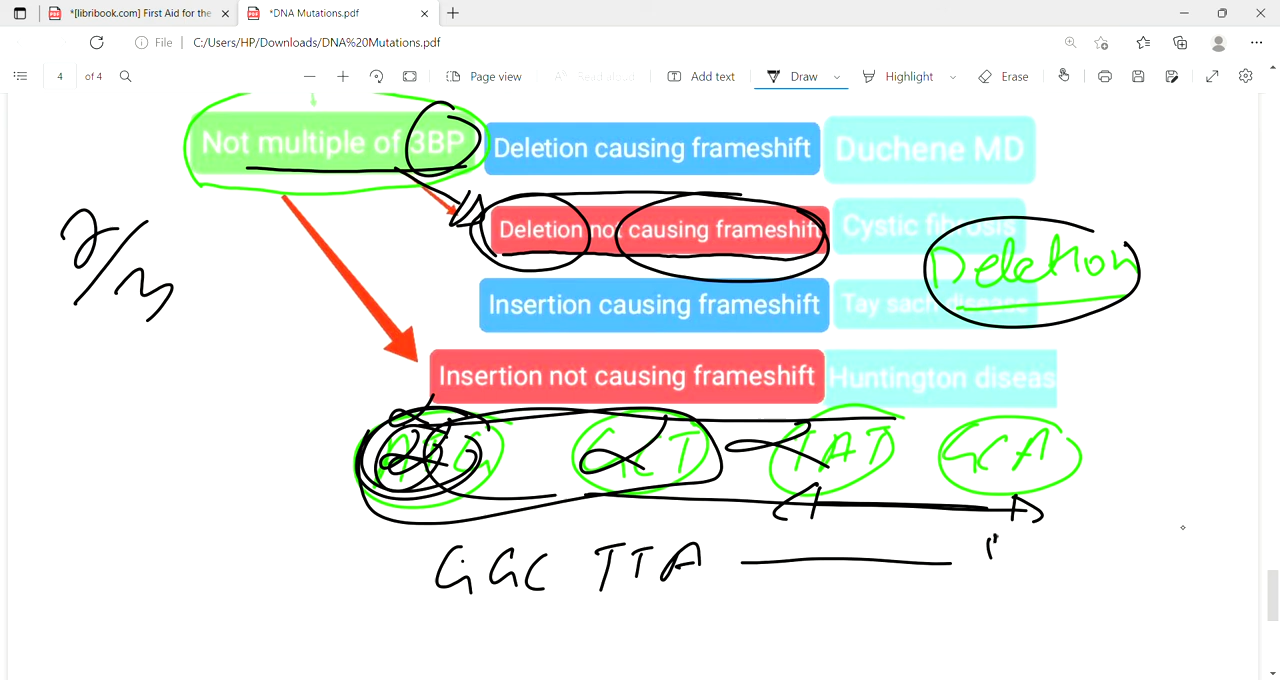 *[libribook.com] First Aid for the
*DNA Mutations.pdf
File C:/Users/HP/Downloads/DNA%20Mutations.pdf
4 of 4 Page view Read aloud Add text Draw Highlight Erase
Not multiple of 3BP Deletion causing frameshift Duchene MD
Deletion not causing frameshift Cystic fibrosis
Deletion
Insertion causing frameshift Tay sach disease
Insertion not causing frameshift Huntington diseas
GCT TAT GCA
GGC TTA